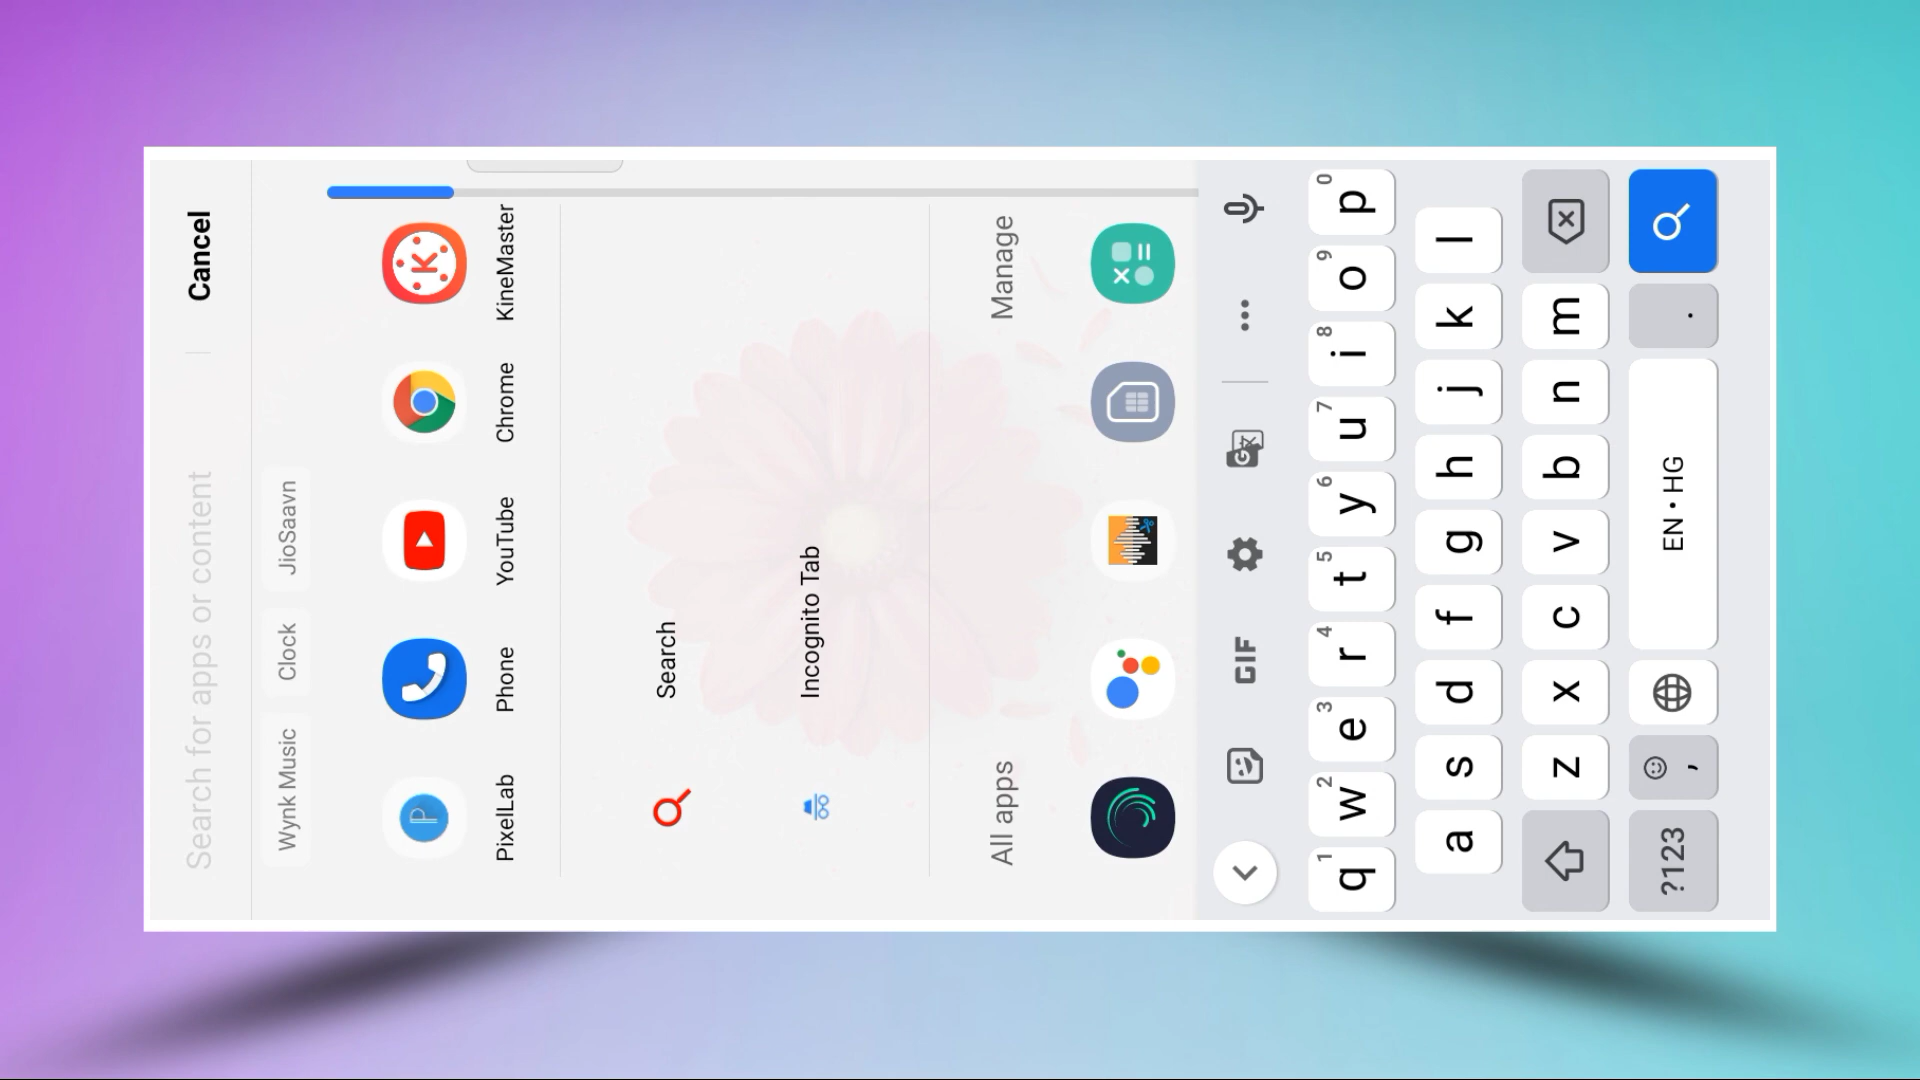 Search for apps or content | Cancel
Wynk Music Clock JioSaavn
PixelLab Phone YouTube Chrome KineMaster
Search
Incognito Tab
All apps Manage
GIF
1 2 3 4 5 6 7 8 9 0
q w e r t y u i o p
a s d f g h j k l
z x c v b n m
?123 , EN • HG .